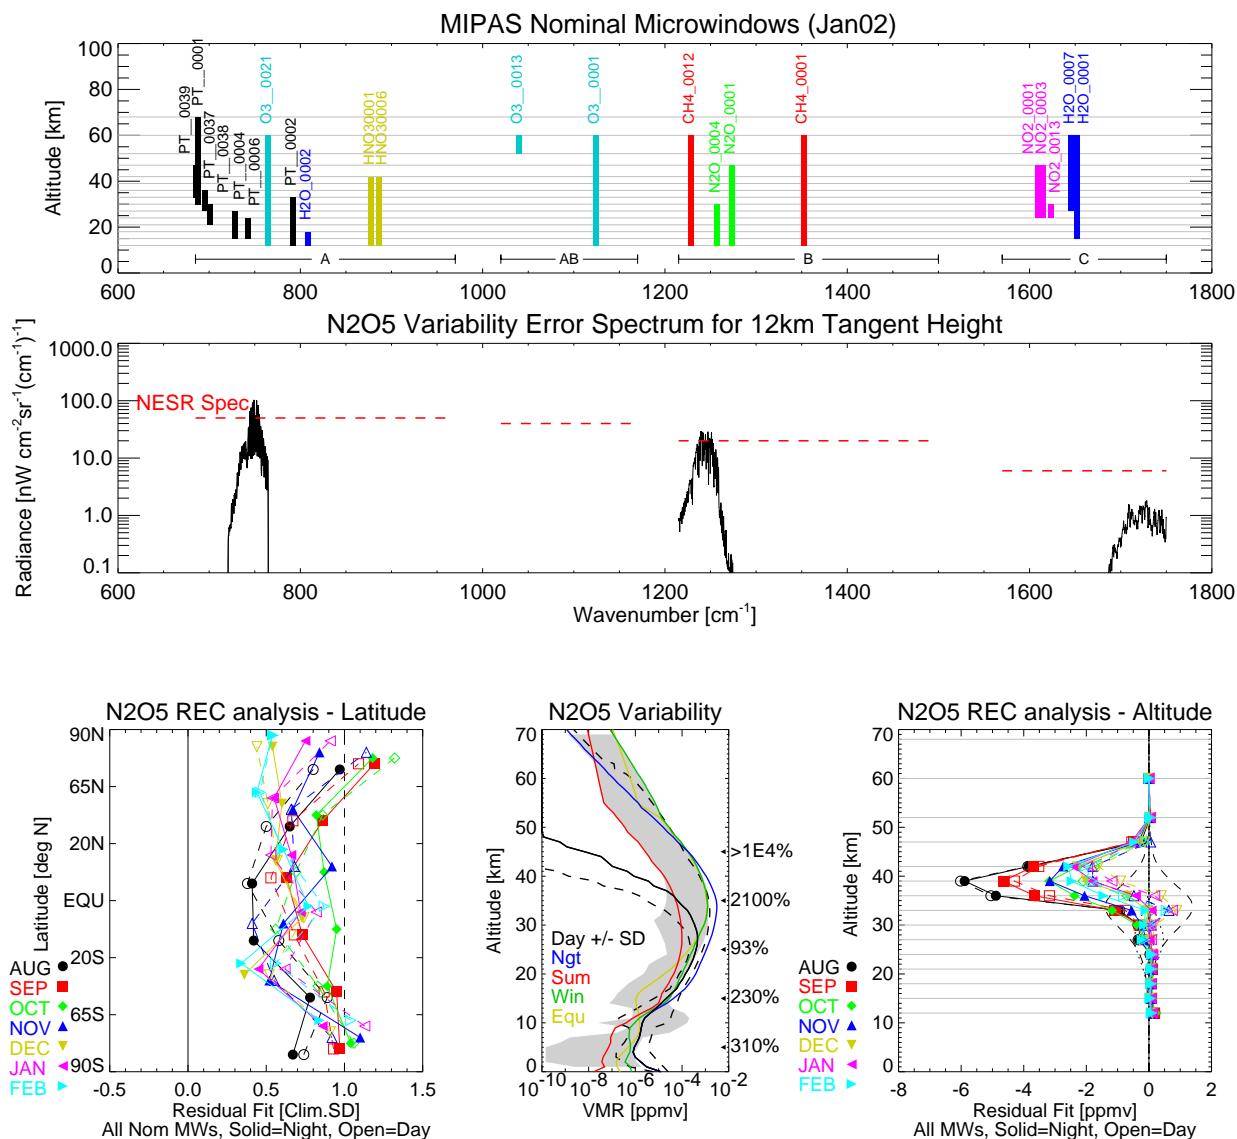 MIPAS Nominal Microwindows (Jan02)
Altitude [km]
100
80
60
40
20
0
PT__0039
PT__0001
PT__0037
PT__0038
PT__0004
PT__0006
O3__0021
PT__0002
H2O_0002
HNO30001
HNO30006
O3__0013
O3__0001
CH4_0012
N2O_0004
N2O_0001
CH4_0001
NO2_0001
NO2_0003
NO2_0013
H2O_0007
H2O_0001
A
AB
B
C
600 800 1000 1200 1400 1600 1800
N2O5 Variability Error Spectrum for 12km Tangent Height
Radiance [nW cm-2sr-1(cm-1)-1]
1000.0
100.0
10.0
1.0
0.1
NESR Spec.
600 800 1000 1200 1400 1600 1800
Wavenumber [cm-1]
N2O5 REC analysis - Latitude
Latitude [deg N]
90N
65N
20N
EQU
20S
65S
90S
AUG
SEP
OCT
NOV
DEC
JAN
FEB
-0.5 0.0 0.5 1.0 1.5
Residual Fit [Clim.SD]
All Nom MWs, Solid=Night, Open=Day
N2O5 Variability
Altitude [km]
70
60
50
40
30
20
10
0
>1E4%
2100%
93%
230%
310%
Day +/- SD
Ngt
Sum
Win
Equ
10-10 10-8 10-6 10-4 10-2
VMR [ppmv]
N2O5 REC analysis - Altitude
Altitude [km]
70
60
50
40
30
20
10
0
AUG
SEP
OCT
NOV
DEC
JAN
FEB
-8 -6 -4 -2 0 2
Residual Fit [ppmv]
All MWs, Solid=Night, Open=Day